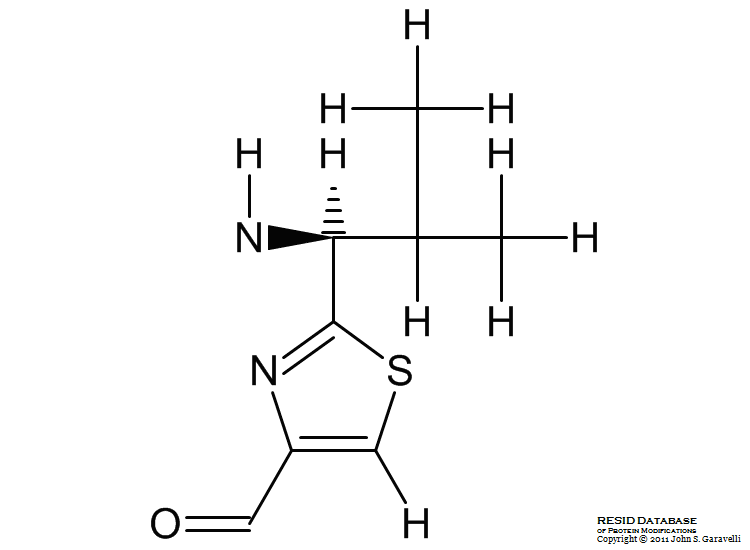 H
H H
H H H
N H
H H
N S
O H
RESID DATABASE
OF PROTEIN MODIFICATIONS
Copyright © 2011 John S. Garavelli